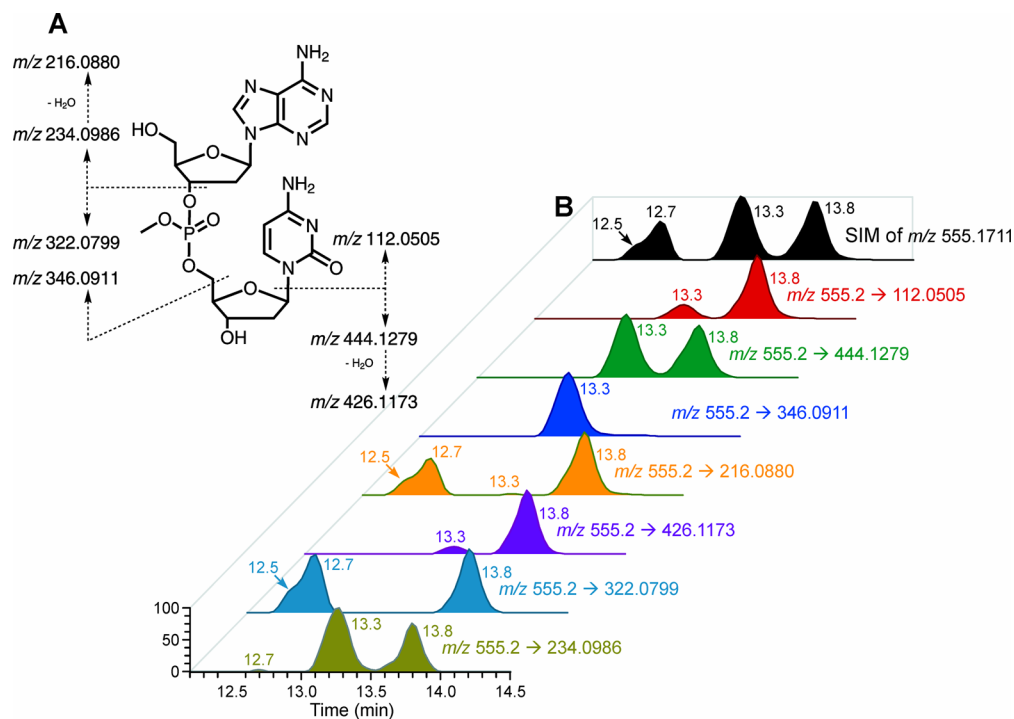 A
m/z 216.0880
- H₂O
m/z 234.0986
m/z 322.0799
m/z 346.0911
NH₂
N
N
N
N
HO
O
O
O
P
O
O
NH₂
N
N
O
O
OH
m/z 112.0505
m/z 444.1279
- H₂O
m/z 426.1173
B
12.5
12.7
13.3
13.8
SIM of m/z 555.1711
13.3
13.8
m/z 555.2 → 112.0505
13.3
13.8
m/z 555.2 → 444.1279
13.3
m/z 555.2 → 346.0911
12.5
12.7
13.3
13.8
m/z 555.2 → 216.0880
13.3
13.8
m/z 555.2 → 426.1173
12.5
12.7
13.8
m/z 555.2 → 322.0799
12.7
13.3
13.8
m/z 555.2 → 234.0986
100
50
0
12.5 13.0 13.5 14.0 14.5
Time (min)